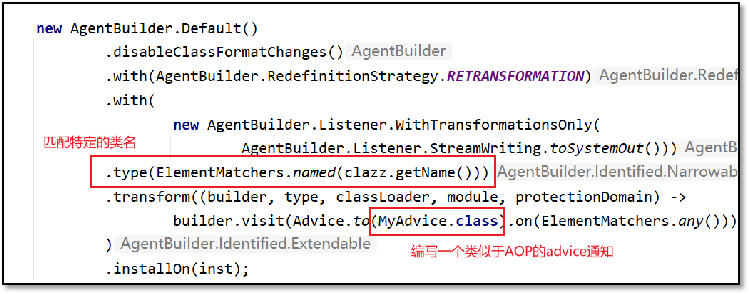 new AgentBuilder.Default()
.disableClassFormatChanges() AgentBuilder
.with(AgentBuilder.RedefinitionStrategy.RETRANSFORMATION) AgentBuilder.Redef
.with(
new AgentBuilder.Listener.WithTransformationsOnly(
匹配特定的类名
AgentBuilder.Listener.StreamWriting.toSystemOut())) AgentB
.type(ElementMatchers.named(clazz.getName())) AgentBuilder.Identified.Narrowab
.transform((builder, type, classLoader, module, protectionDomain) ->
builder.visit(Advice.to(MyAdvice.class).on(ElementMatchers.any()))
) AgentBuilder.Identified.Extendable
编写一个类似于AOP的advice通知
.installOn(inst);